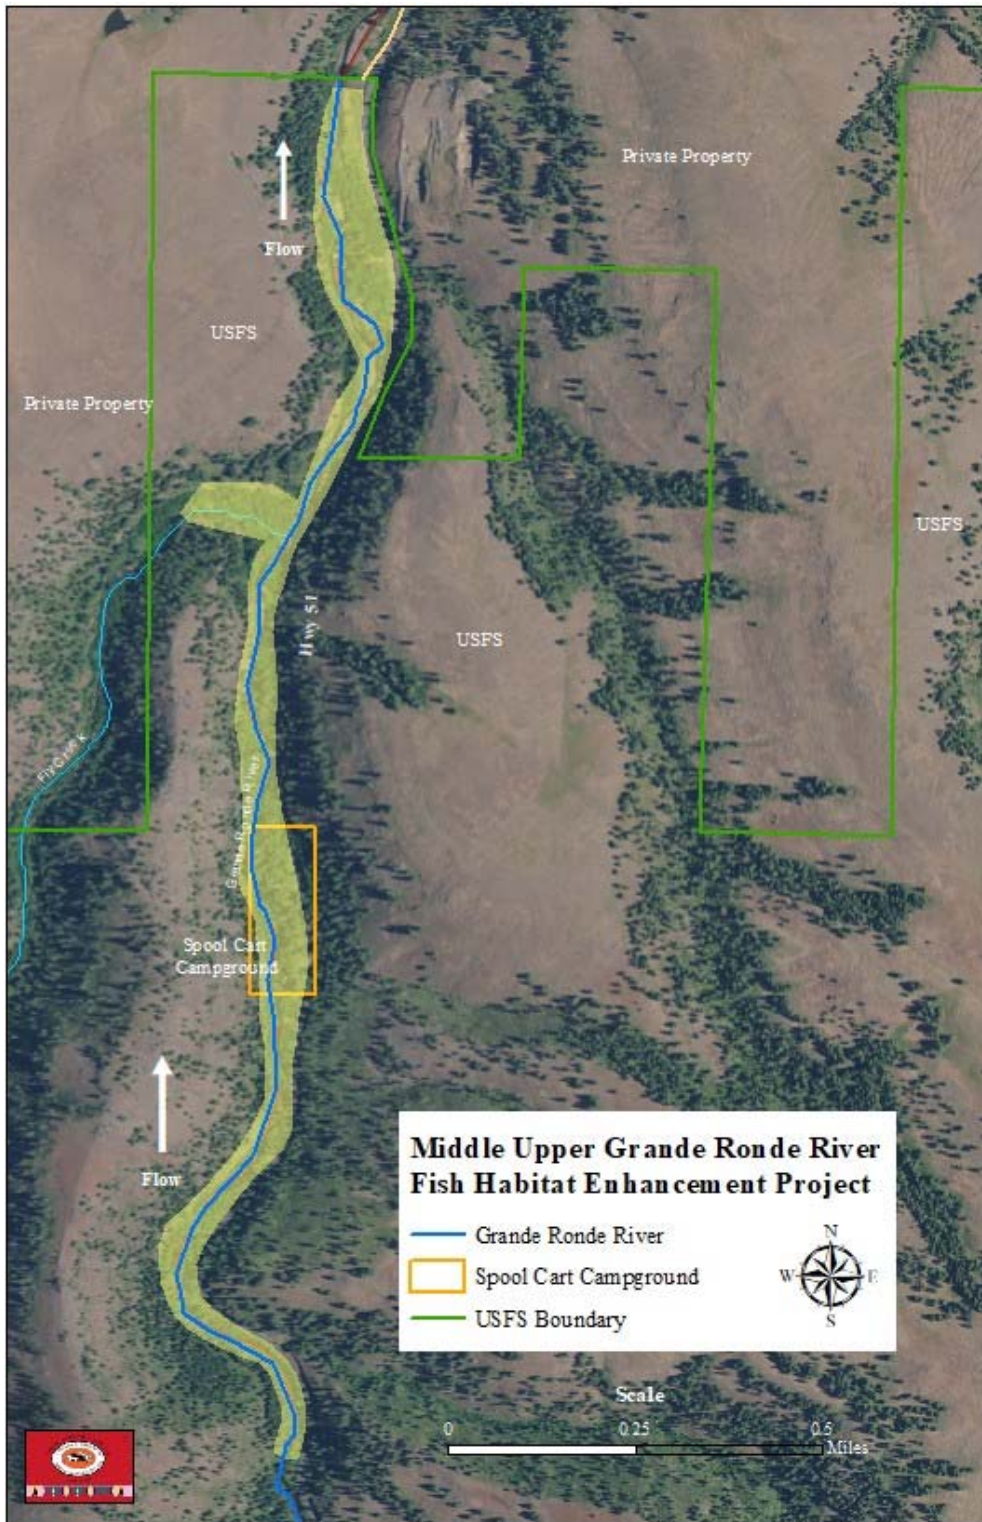 Private Property
Flow
USFS
Private Property
USFS
Hwy 51
USFS
Fly Creek
Grande Ronde River
Spool Cart
Campground
Flow
Middle Upper Grande Ronde River
Fish Habitat Enhancement Project
Grande Ronde River
Spool Cart Campground
USFS Boundary
N
W E
S
Scale
0 0.25 0.5
Miles